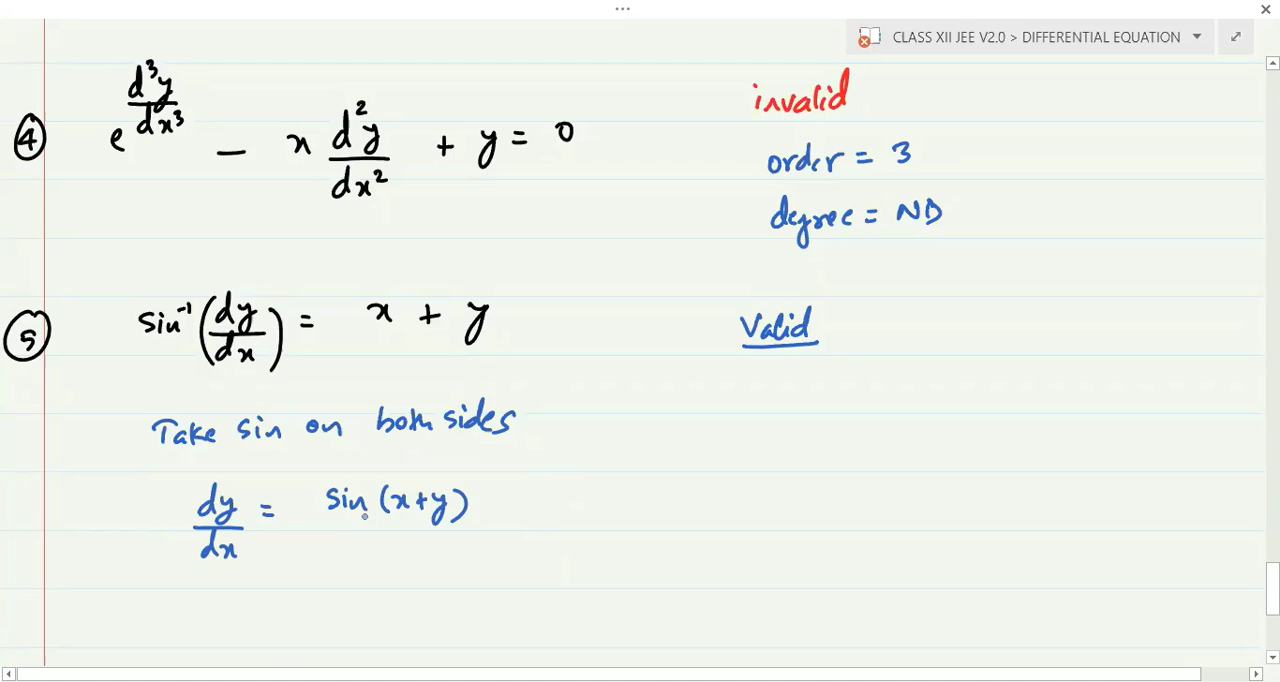 CLASS XII JEE V2.0 > DIFFERENTIAL EQUATION
④ e^(d³y/dx³) – x d²y/dx² + y = 0
invalid
order = 3
degree = ND
⑤ sin⁻¹(dy/dx) = x + y
Valid
Take sin on both sides
dy/dx = sin (x+y)